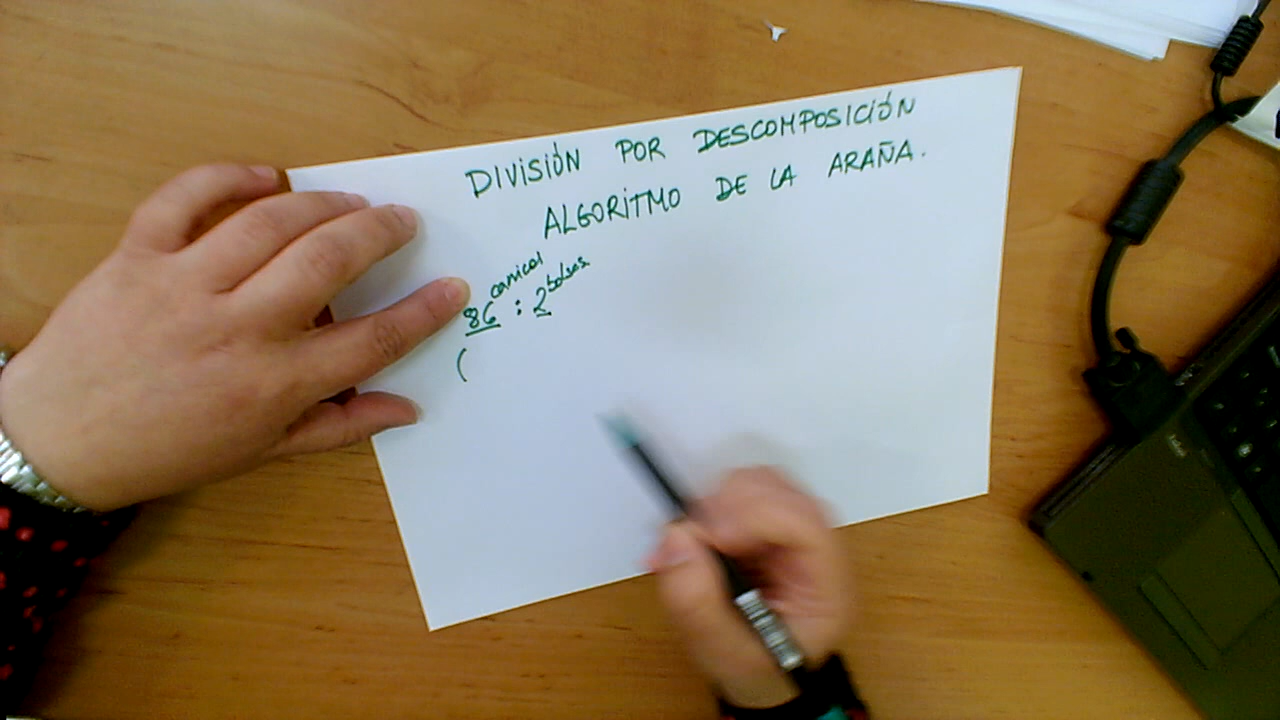 DIVISIÓN POR DESCOMPOSICIÓN
ALGORITMO DE LA ARAÑA.
canicas bolsas
86 : 2
(